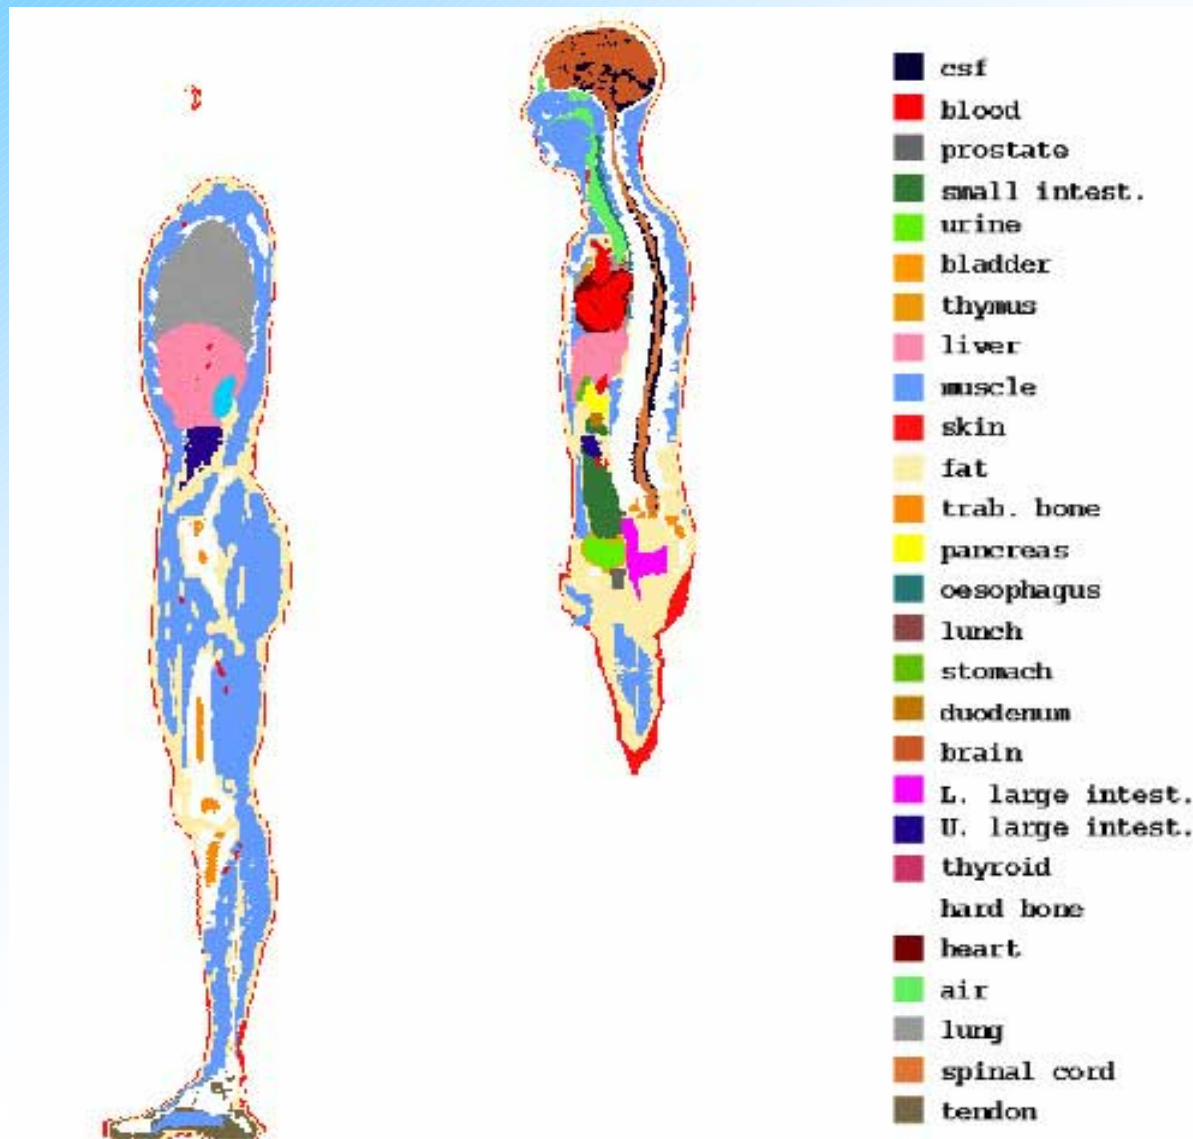 csf
blood
prostate
small intest.
urine
bladder
thymus
liver
muscle
skin
fat
trab. bone
pancreas
oesophagus
lunch
stomach
duodenum
brain
L. large intest.
U. large intest.
thyroid
hard bone
heart
air
lung
spinal cord
tendon